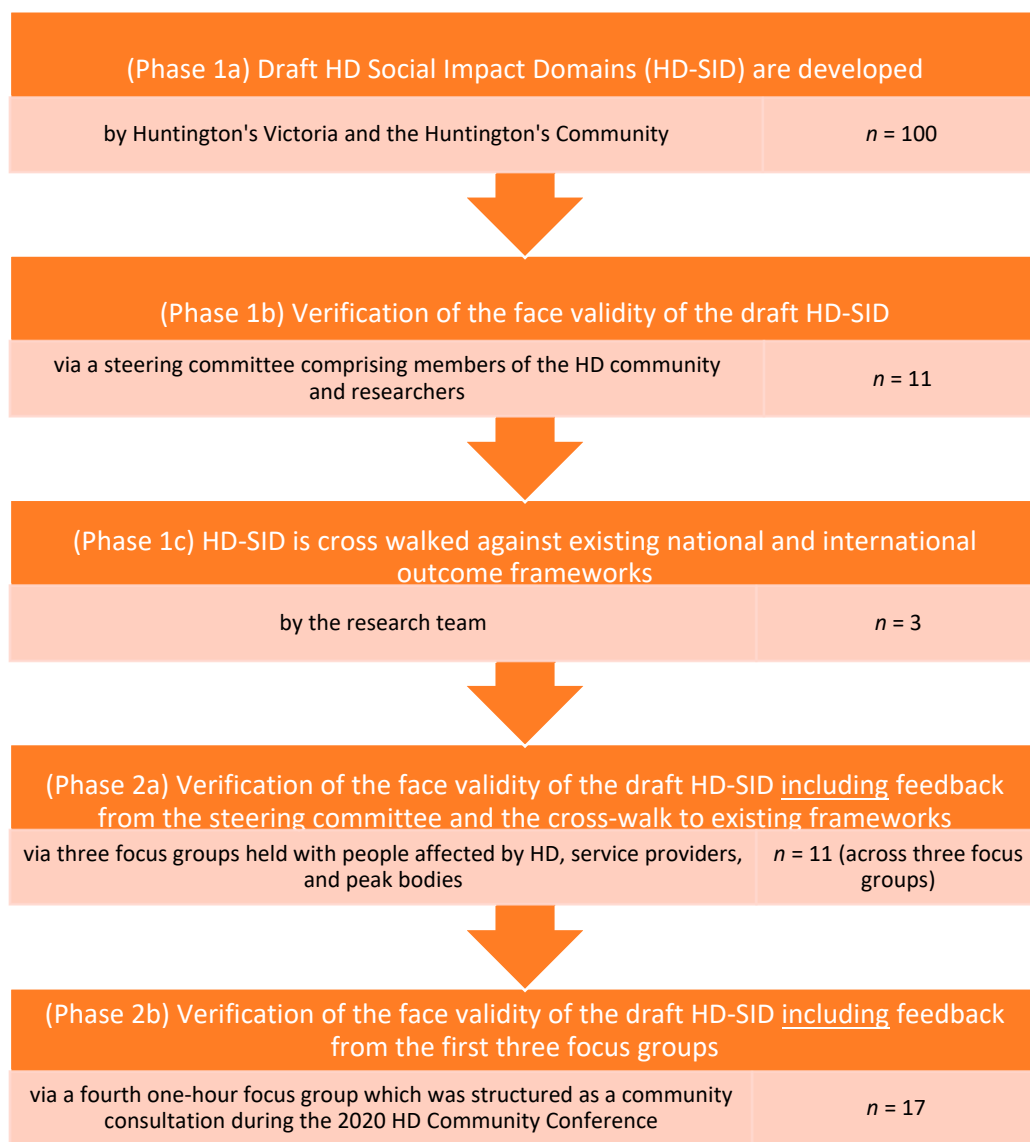 (Phase 1a) Draft HD Social Impact Domains (HD-SID) are developed
by Huntington's Victoria and the Huntington's Community
n = 100
(Phase 1b) Verification of the face validity of the draft HD-SID
via a steering committee comprising members of the HD community
and researchers
n = 11
(Phase 1c) HD-SID is cross walked against existing national and international
outcome frameworks
by the research team
n = 3
(Phase 2a) Verification of the face validity of the draft HD-SID including feedback
from the steering committee and the cross-walk to existing frameworks
via three focus groups held with people affected by HD, service providers,
and peak bodies
n = 11 (across three focus
groups)
(Phase 2b) Verification of the face validity of the draft HD-SID including feedback
from the first three focus groups
via a fourth one-hour focus group which was structured as a community
consultation during the 2020 HD Community Conference
n = 17